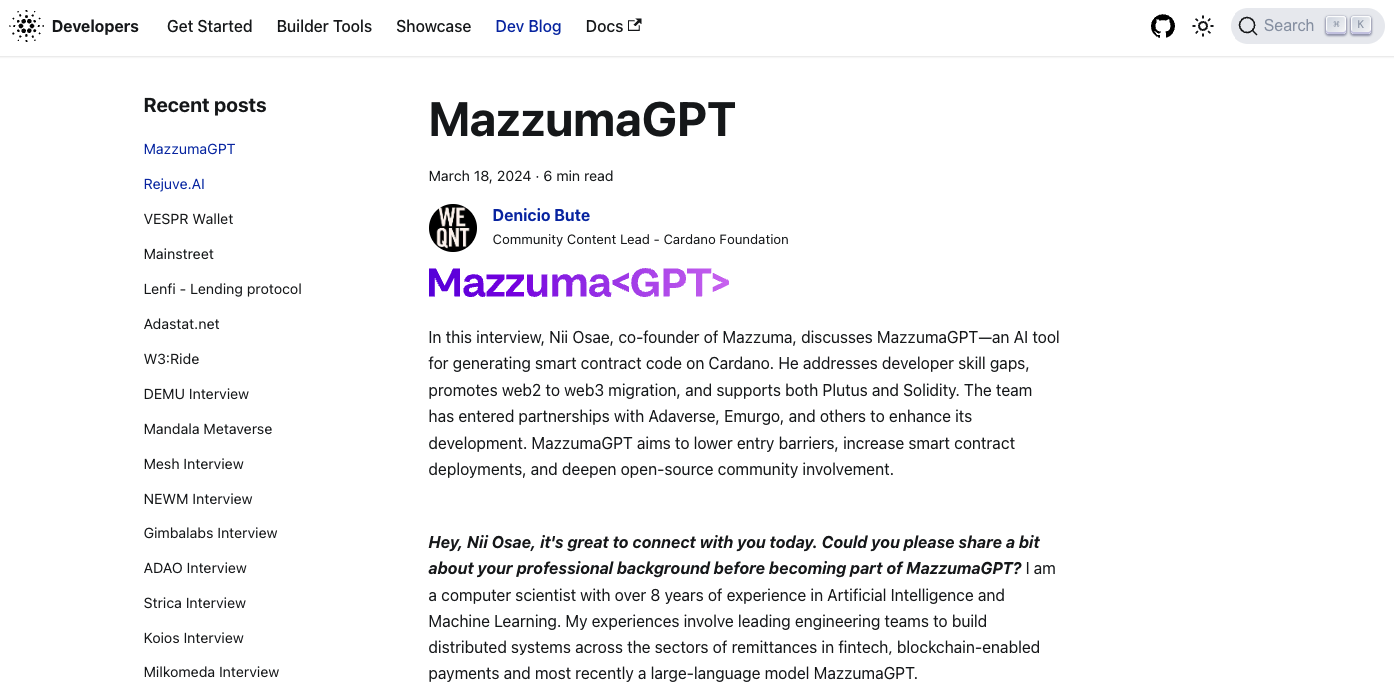 Developers Get Started Builder Tools Showcase Dev Blog Docs Search ⌘ K
Recent posts
MazzumaGPT
Rejuve.AI
VESPR Wallet
Mainstreet
Lenfi - Lending protocol
Adastat.net
W3:Ride
DEMU Interview
Mandala Metaverse
Mesh Interview
NEWM Interview
Gimbalabs Interview
ADAO Interview
Strica Interview
Koios Interview
Milkomeda Interview
MazzumaGPT
March 18, 2024 · 6 min read
WE
QNT
Denicio Bute
Community Content Lead - Cardano Foundation
Mazzuma<GPT>
In this interview, Nii Osae, co-founder of Mazzuma, discusses MazzumaGPT—an AI tool
for generating smart contract code on Cardano. He addresses developer skill gaps,
promotes web2 to web3 migration, and supports both Plutus and Solidity. The team
has entered partnerships with Adaverse, Emurgo, and others to enhance its
development. MazzumaGPT aims to lower entry barriers, increase smart contract
deployments, and deepen open-source community involvement.
Hey, Nii Osae, it's great to connect with you today. Could you please share a bit
about your professional background before becoming part of MazzumaGPT? I am
a computer scientist with over 8 years of experience in Artificial Intelligence and
Machine Learning. My experiences involve leading engineering teams to build
distributed systems across the sectors of remittances in fintech, blockchain-enabled
payments and most recently a large-language model MazzumaGPT.